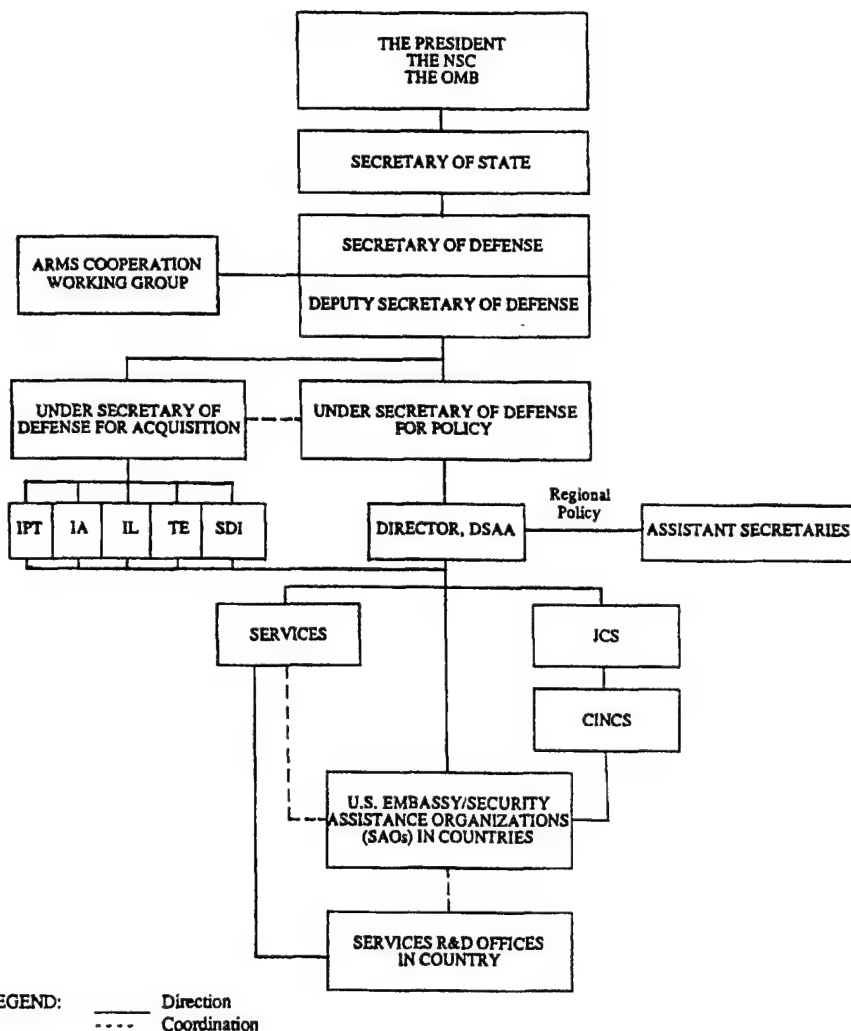 THE PRESIDENT
THE NSC
THE OMB
SECRETARY OF STATE
SECRETARY OF DEFENSE
ARMS COOPERATION
WORKING GROUP
DEPUTY SECRETARY OF DEFENSE
UNDER SECRETARY OF
DEFENSE FOR ACQUISITION
UNDER SECRETARY OF DEFENSE
FOR POLICY
IPT
IA
IL
TE
SDI
DIRECTOR, DSAA
Regional
Policy
ASSISTANT SECRETARIES
SERVICES
JCS
CINCS
U.S. EMBASSY/SECURITY
ASSISTANCE ORGANIZATIONS
(SAOs) IN COUNTRIES
SERVICES R&D OFFICES
IN COUNTRY
EGEND:
Direction
Coordination